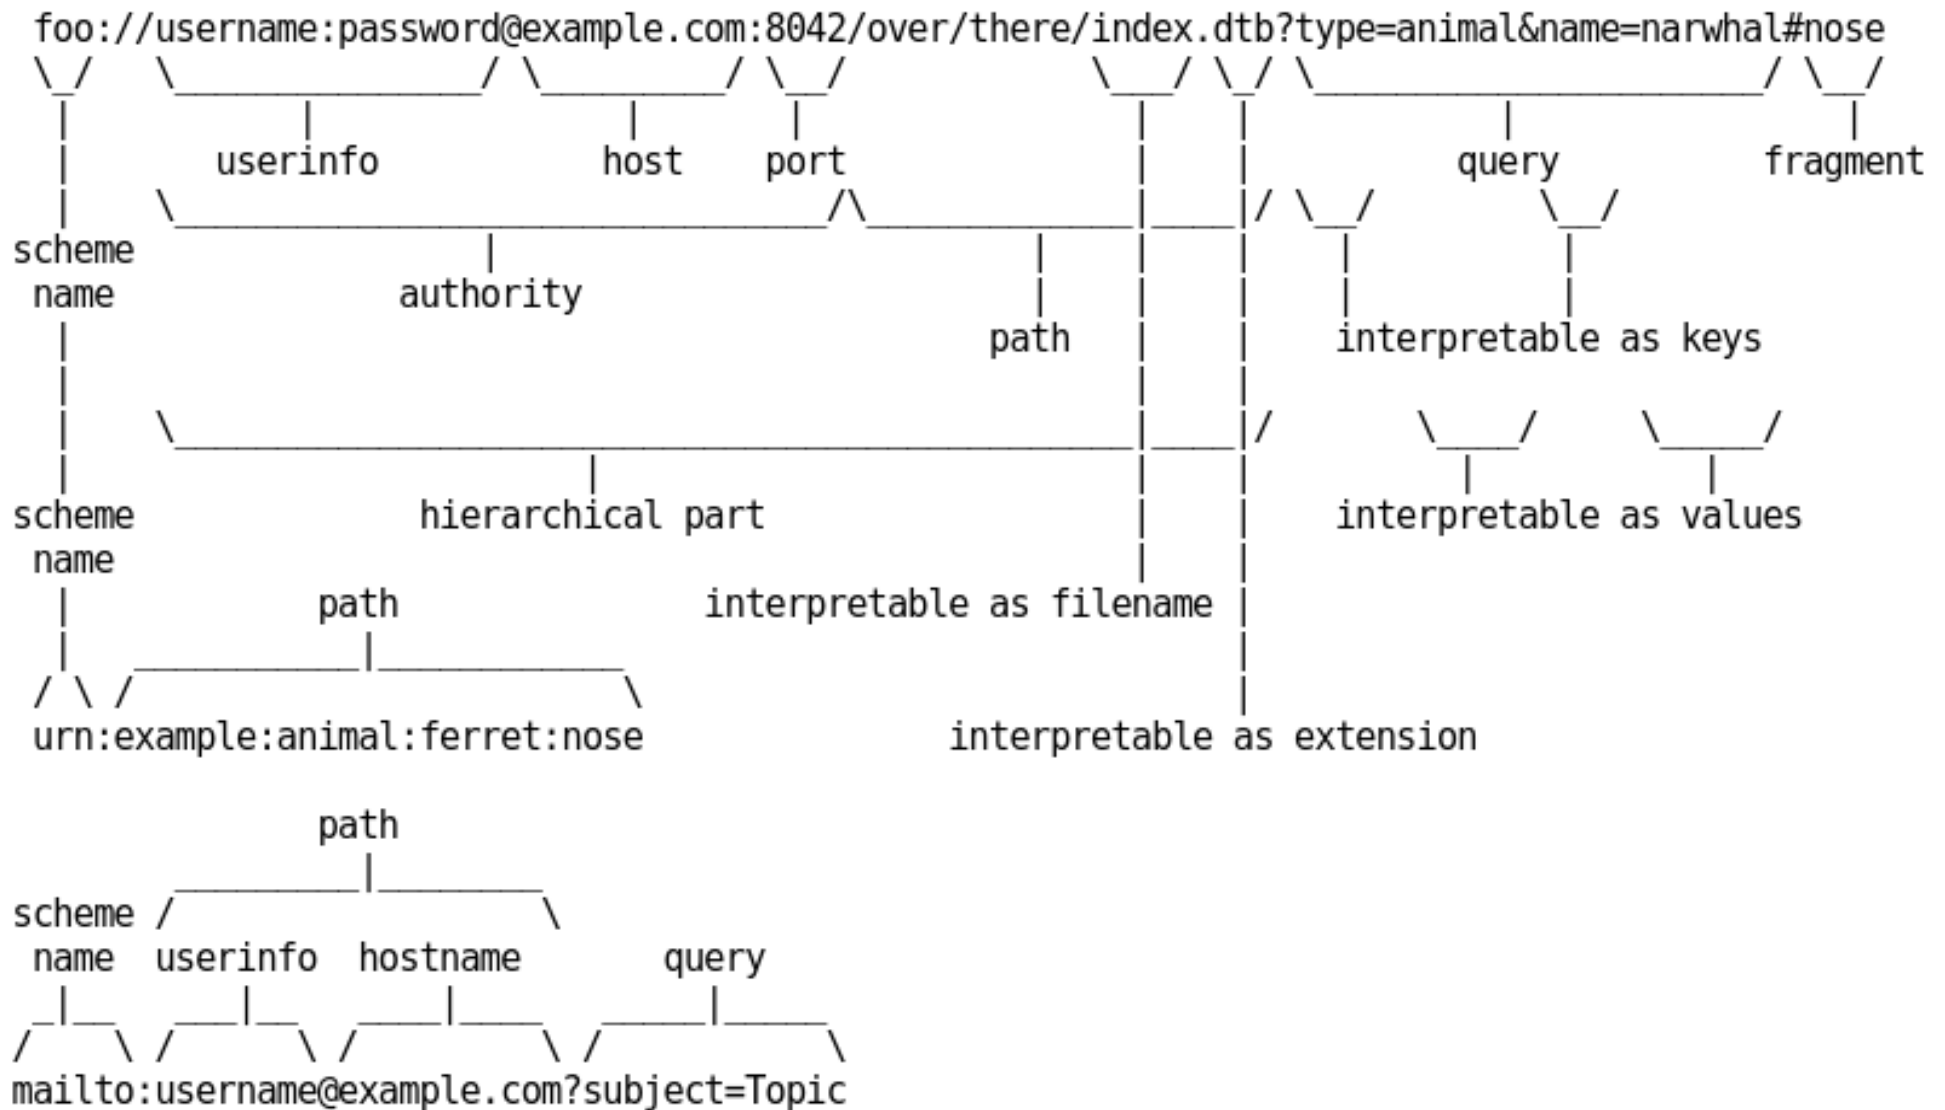 foo://username:password@example.com:8042/over/there/index.dtb?type=animal&name=narwhal#nose
userinfo host port query fragment
scheme
name authority
path interpretable as keys
scheme hierarchical part interpretable as values
name
path interpretable as filename
urn:example:animal:ferret:nose interpretable as extension
path
scheme
name userinfo hostname query
mailto:username@example.com?subject=Topic